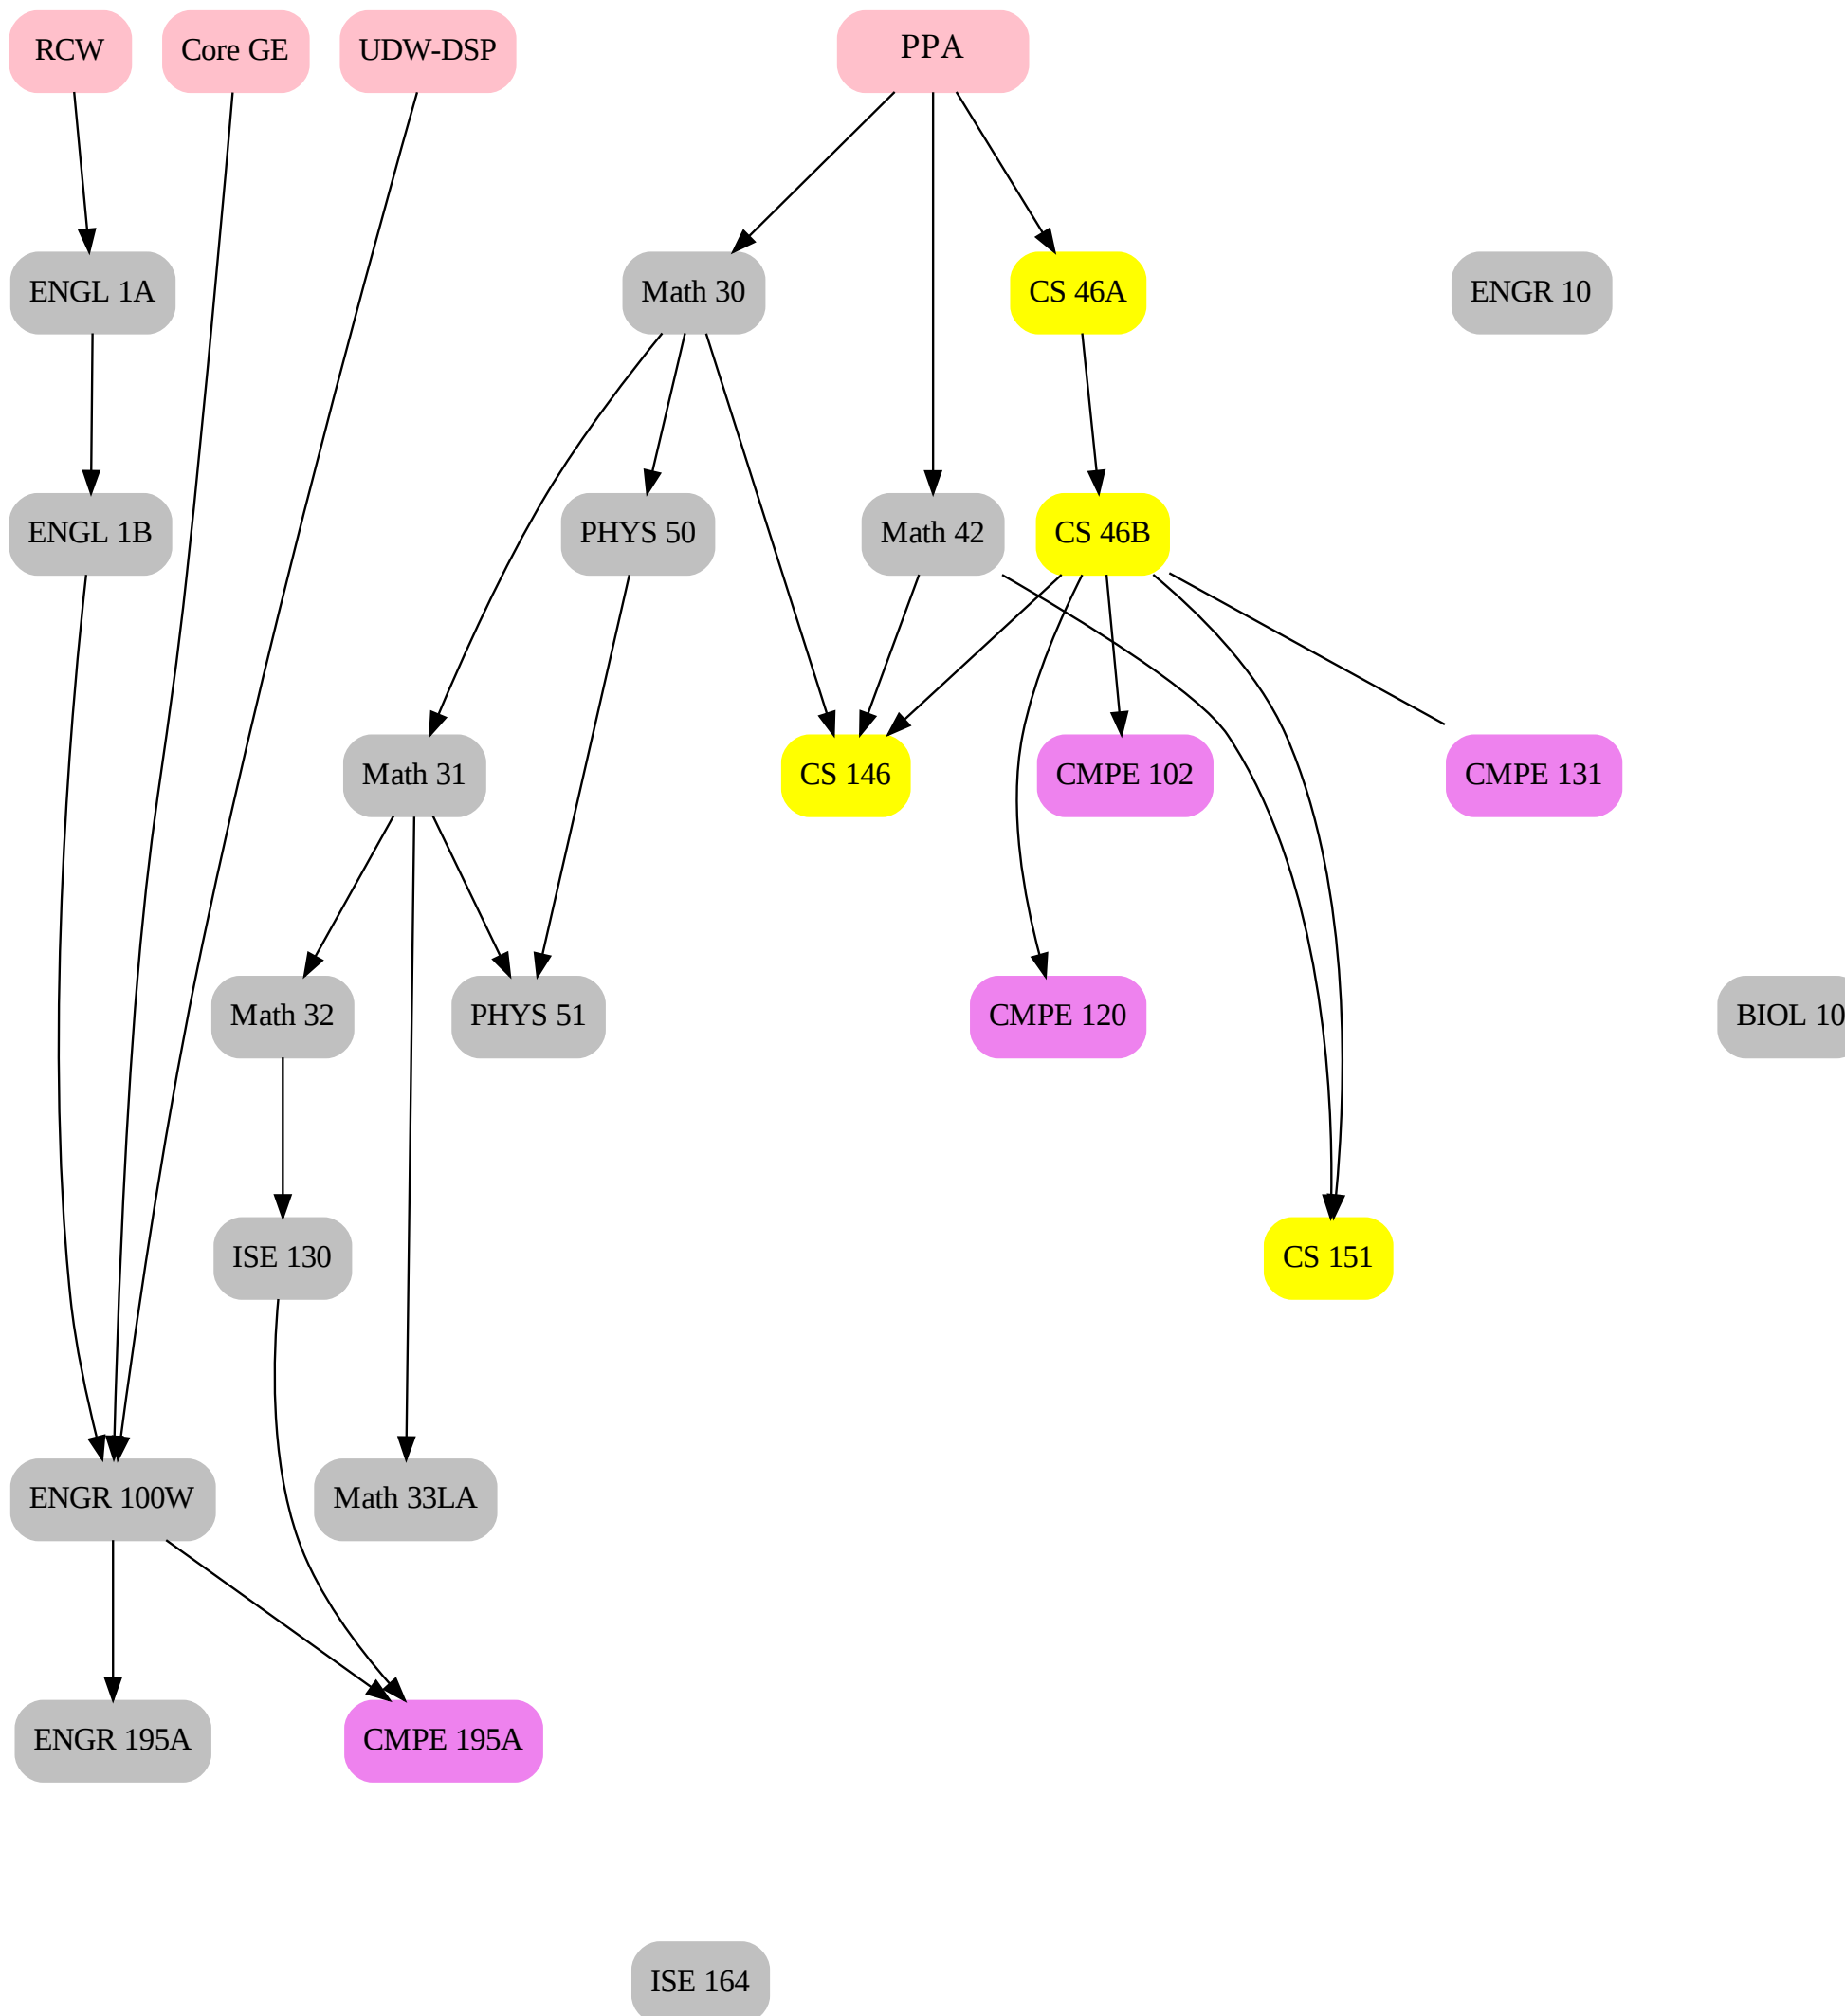 RCW
Core GE
UDW-DSP
PPA
ENGL 1A
Math 30
CS 46A
ENGR 10
ENGL 1B
PHYS 50
Math 42
CS 46B
Math 31
CS 146
CMPE 102
CMPE 131
Math 32
PHYS 51
CMPE 120
BIOL 10
ISE 130
CS 151
ENGR 100W
Math 33LA
ENGR 195A
CMPE 195A
ISE 164